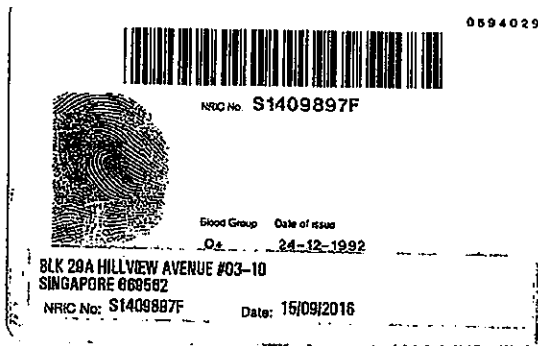 0594029
NRIC No. S1409897F
Blood Group Date of issue
O+ 24-12-1992
BLK 29A HILLVIEW AVENUE #03-10
SINGAPORE 669562
NRIC No: S1409897F Date: 15/09/2016